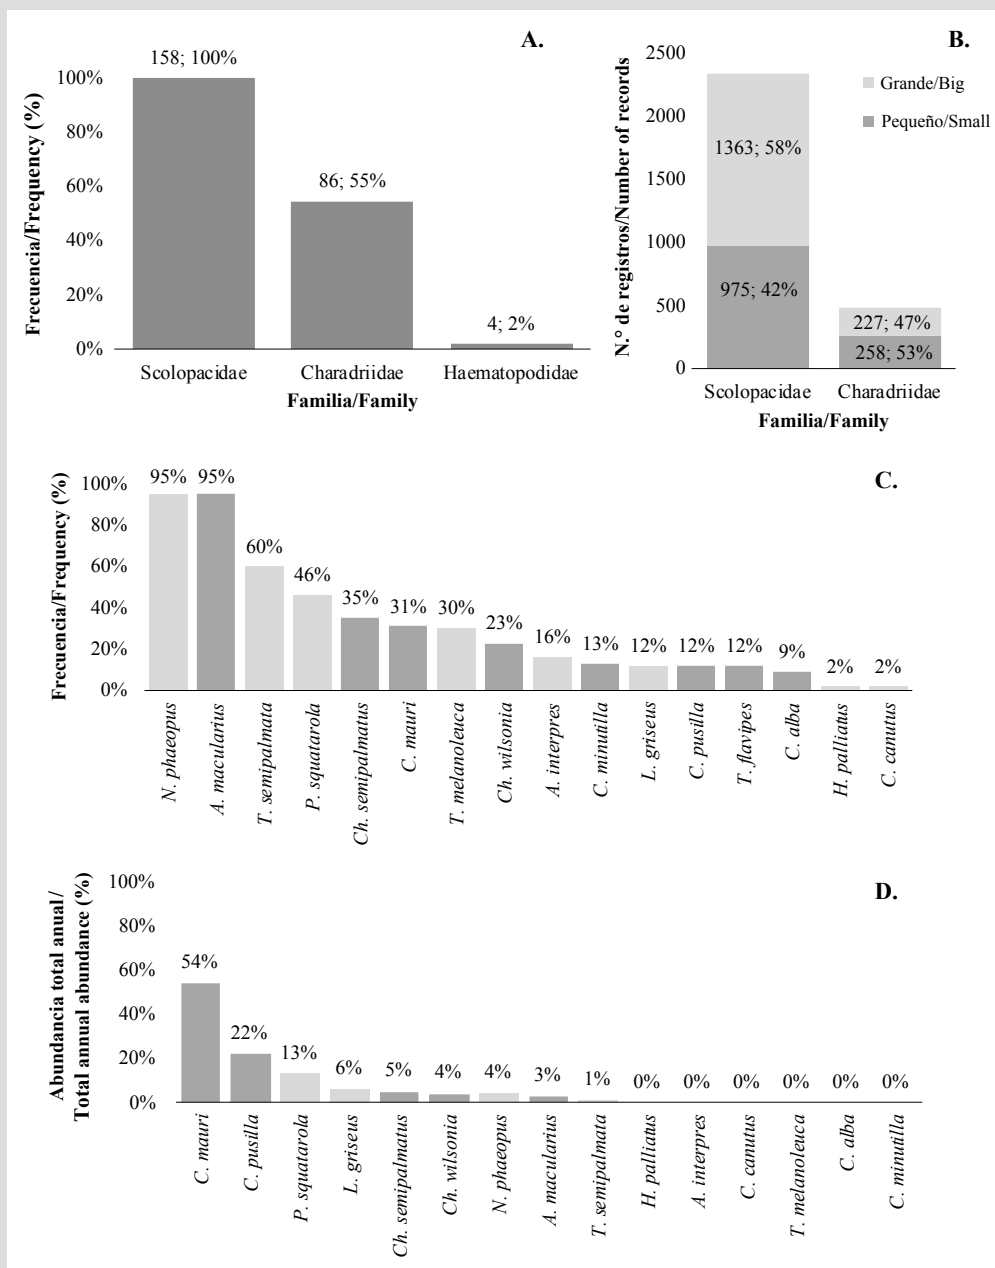 A.
158; 100%
100%
80%
86; 55%
60%
40%
20%
4; 2%
0%
Frecuencia/Frequency (%)
Scolopacidae Charadriidae Haematopodidae
Familia/Family
B.
2500
Grande/Big
2000
Pequeño/Small
1363; 58%
1500
1000
975; 42%
500
227; 47%
258; 53%
0
N.° de registros/Number of records
Scolopacidae Charadriidae
Familia/Family
C.
Frecuencia/Frequency (%)
100%
80%
60%
40%
20%
0%
95% 95% 60% 46% 35% 31% 30% 23% 16% 13% 12% 12% 12% 9% 2% 2%
N. phaeopus
A. macularius
T. semipalmata
P. squatarola
Ch. semipalmatus
C. mauri
T. melanoleuca
Ch. wilsonia
A. interpres
C. minutilla
L. griseus
C. pusilla
T. flavipes
C. alba
H. palliatus
C. canutus
D.
Abundancia total anual/
Total annual abundance (%)
100%
80%
60%
40%
20%
0%
54% 22% 13% 6% 5% 4% 4% 3% 1% 0% 0% 0% 0% 0% 0%
C. mauri
C. pusilla
P. squatarola
L. griseus
Ch. semipalmatus
Ch. wilsonia
N. phaeopus
A. macularius
T. semipalmata
H. palliatus
A. interpres
C. canutus
T. melanoleuca
C. alba
C. minutilla